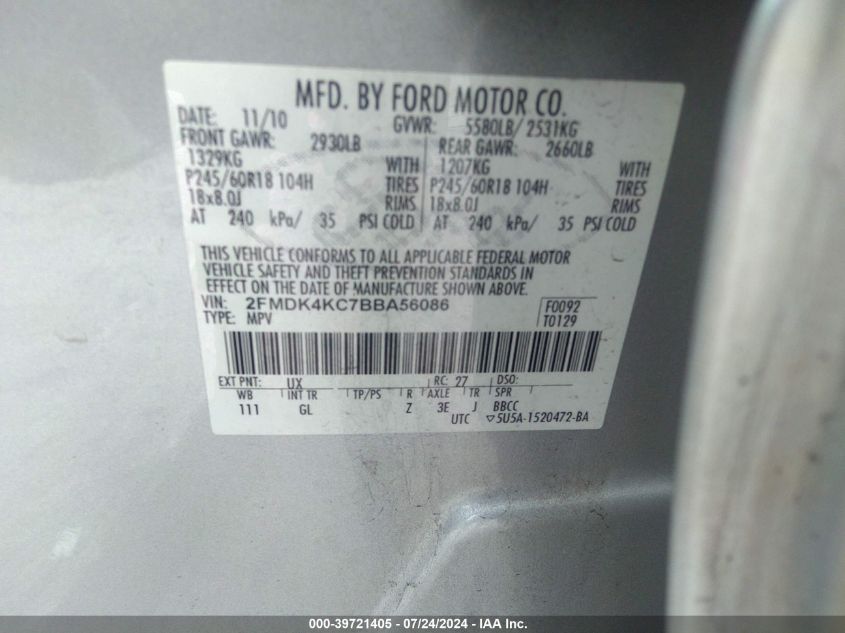 MFD. BY FORD MOTOR CO.
DATE: 11/10 GVWR: 5580LB/ 2531KG
FRONT GAWR: 2930LB REAR GAWR: 2660LB
1329KG WITH 1207KG WITH
P245/60R18 104H TIRES P245/60R18 104H TIRES
18x8.0J RIMS 18x8.0J RIMS
AT 240 kPa/ 35 PSI COLD AT 240 kPa/ 35 PSI COLD
THIS VEHICLE CONFORMS TO ALL APPLICABLE FEDERAL MOTOR
VEHICLE SAFETY AND THEFT PREVENTION STANDARDS IN
EFFECT ON THE DATE OF MANUFACTURE SHOWN ABOVE.
VIN: 2FMDK4KC7BBA56086 F0092
TYPE: MPV T0129
EXT PNT: UX RC: 27 DSO:
WB INT TR TP/PS R AXLE TR SPR
111 GL Z 3E J BBCC
UTC ▽5U5A-1520472-BA
000-39721405 - 07/24/2024 - IAA Inc.